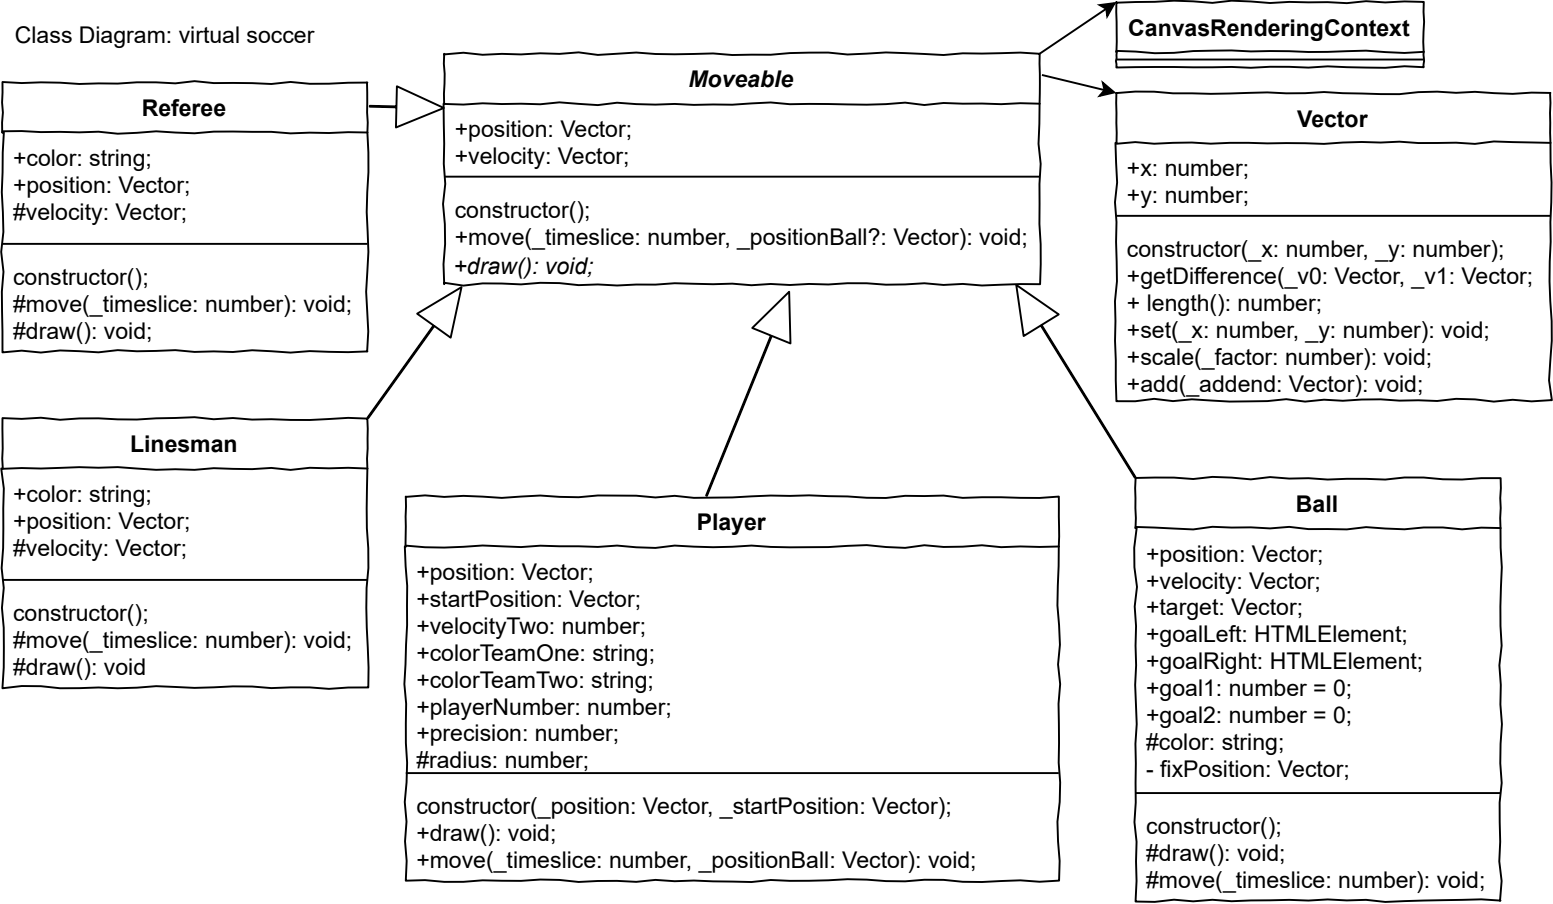 Class Diagram: virtual soccer
CanvasRenderingContext
Moveable
+position: Vector;
+velocity: Vector;
constructor();
+move(_timeslice: number, _positionBall?: Vector): void;
+draw(): void;
Referee
+color: string;
+position: Vector;
#velocity: Vector;
constructor();
#move(_timeslice: number): void;
#draw(): void;
Vector
+x: number;
+y: number;
constructor(_x: number, _y: number);
+getDifference(_v0: Vector, _v1: Vector;
+ length(): number;
+set(_x: number, _y: number): void;
+scale(_factor: number): void;
+add(_addend: Vector): void;
Linesman
+color: string;
+position: Vector;
#velocity: Vector;
constructor();
#move(_timeslice: number): void;
#draw(): void
Player
+position: Vector;
+startPosition: Vector;
+velocityTwo: number;
+colorTeamOne: string;
+colorTeamTwo: string;
+playerNumber: number;
+precision: number;
#radius: number;
constructor(_position: Vector, _startPosition: Vector);
+draw(): void;
+move(_timeslice: number, _positionBall: Vector): void;
Ball
+position: Vector;
+velocity: Vector;
+target: Vector;
+goalLeft: HTMLElement;
+goalRight: HTMLElement;
+goal1: number = 0;
+goal2: number = 0;
#color: string;
- fixPosition: Vector;
constructor();
#draw(): void;
#move(_timeslice: number): void;